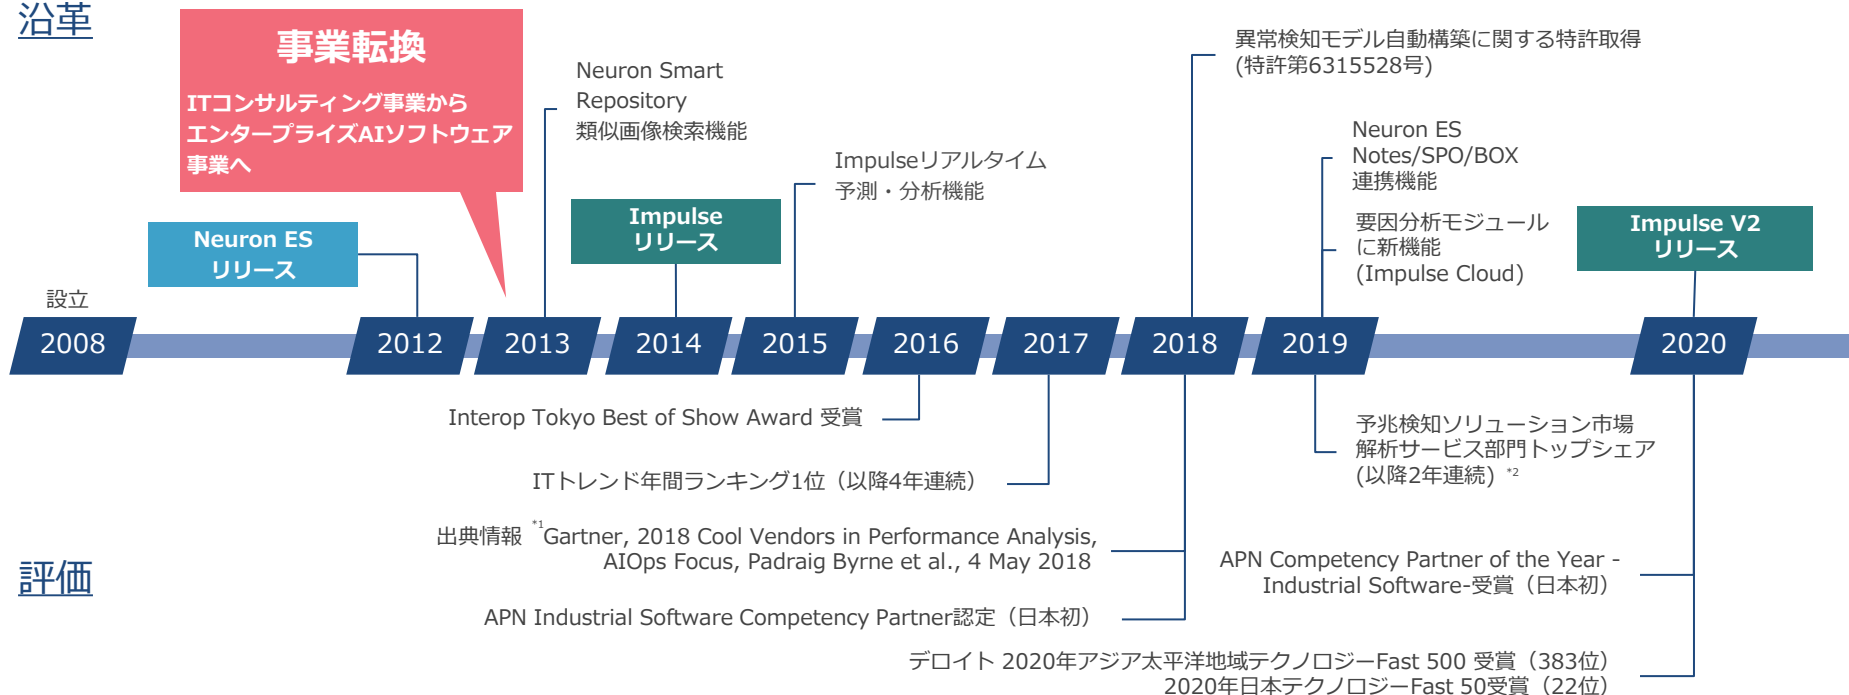 沿革
事業転換
ITコンサルティング事業から
エンタープライズAIソフトウェア
事業へ
Neuron Smart
Repository
類似画像検索機能
Impulseリアルタイム
予測・分析機能
異常検知モデル自動構築に関する特許取得
(特許第6315528号)
Neuron ES
Notes/SPO/BOX
連携機能
要因分析モジュール
に新機能
(Impulse Cloud)
Neuron ES
リリース
Impulse
リリース
Impulse V2
リリース
設立
2008
2012
2013
2014
2015
2016
2017
2018
2019
2020
Interop Tokyo Best of Show Award 受賞
ITトレンド年間ランキング1位（以降4年連続）
出典情報 *1Gartner, 2018 Cool Vendors in Performance Analysis,
AIOps Focus, Padraig Byrne et al., 4 May 2018
APN Industrial Software Competency Partner認定（日本初）
予兆検知ソリューション市場
解析サービス部門トップシェア
(以降2年連続) *2
評価
APN Competency Partner of the Year -
Industrial Software-受賞（日本初）
デロイト 2020年アジア太平洋地域テクノロジーFast 500 受賞（383位）
2020年日本テクノロジーFast 50受賞（22位）